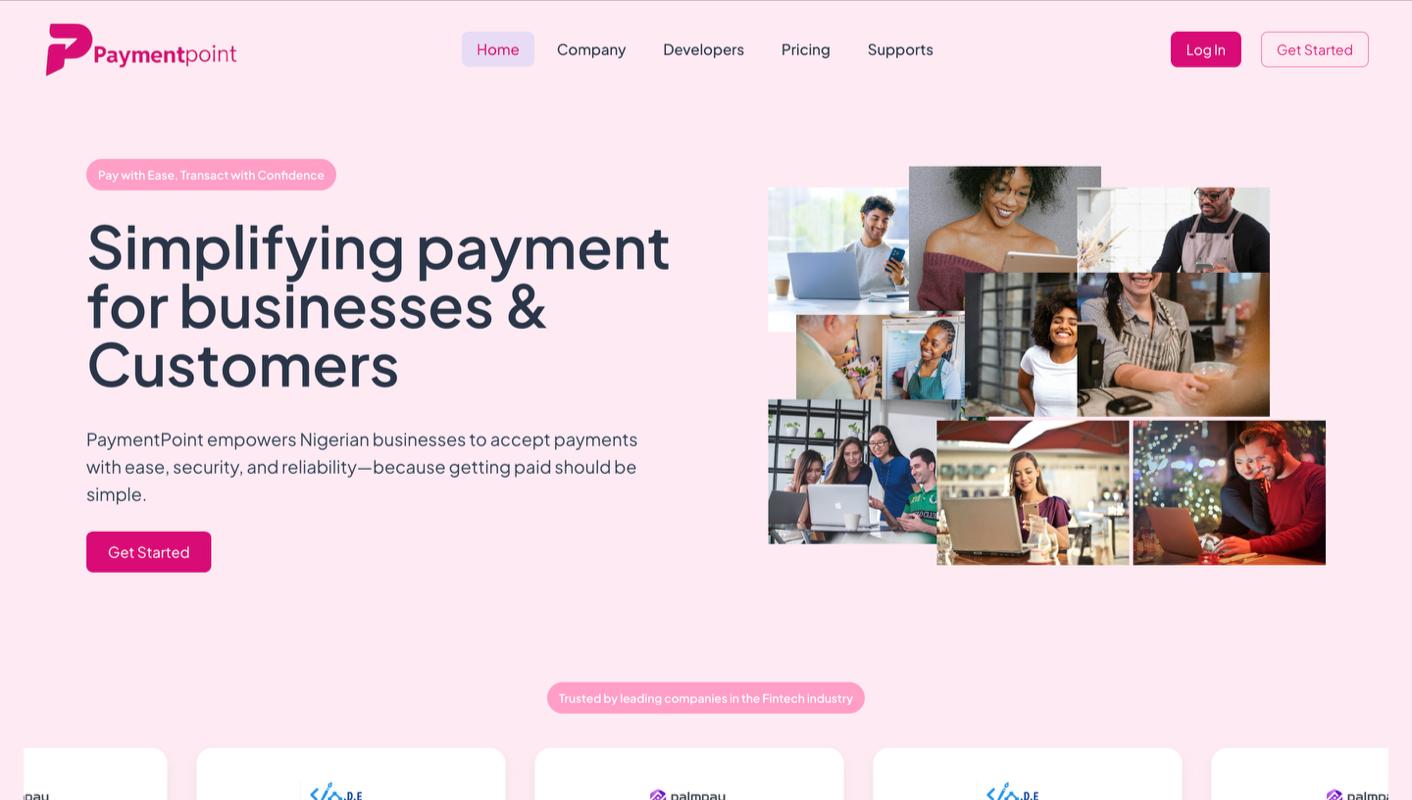 Paymentpoint
Home
Company
Developers
Pricing
Supports
Log In
Get Started
Pay with Ease, Transact with Confidence
Simplifying payment
for businesses &
Customers
PaymentPoint empowers Nigerian businesses to accept payments
with ease, security, and reliability—because getting paid should be
simple.
Get Started
Trusted by leading companies in the Fintech industry
pay
.D.E
palmpay
.D.E
palmpa